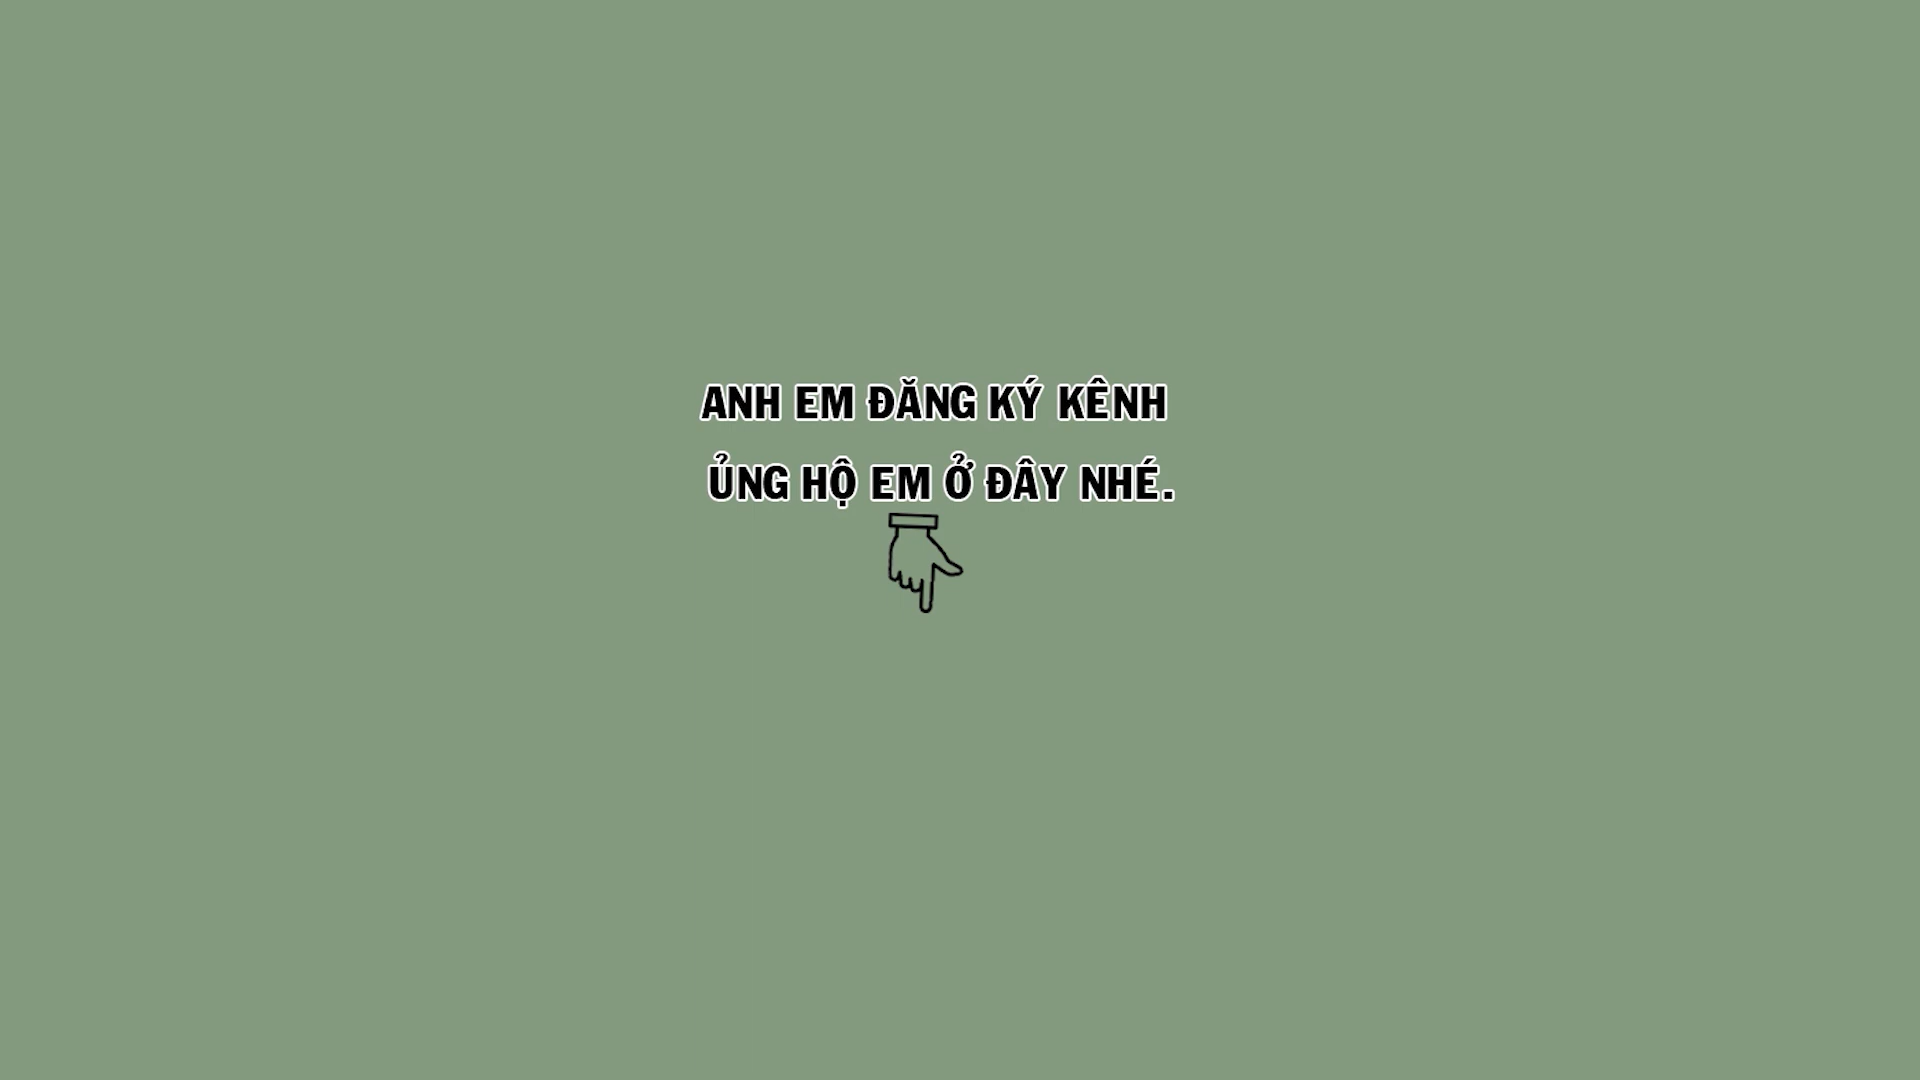 ANH EM ĐĂNG KÝ KÊNH
ỦNG HỘ EM Ở ĐÂY NHÉ.